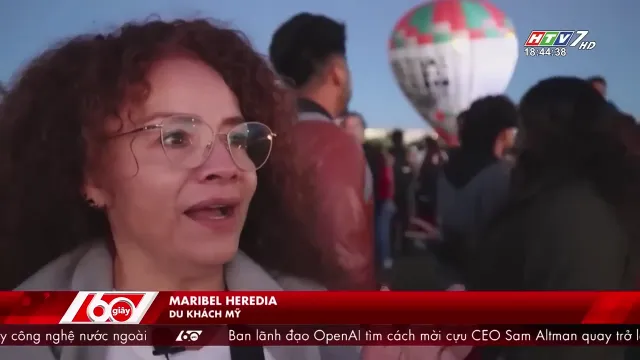 HTV7 HD
18:44:38
60 giây
MARIBEL HEREDIA
DU KHÁCH MỸ
y công nghệ nước ngoài 60 Ban lãnh đạo OpenAI tìm cách mời cựu CEO Sam Altman quay trở l